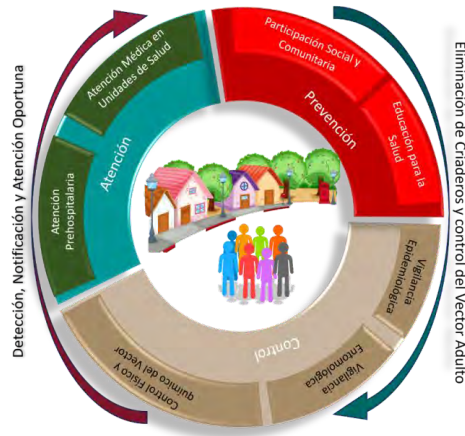 Detección, Notificación y Atención Oportuna
Atención Médica en
Unidades de Salud
Atención
Prehospitalaria
Atención
Participación Social y
Comunitaria
Educación para la
Salud
Prevención
Eliminación de Criaderos y control del Vector Adulto
Vigilancia
Epidemiológica
Vigilancia
Entomológica
Control Físico y
químico del Vector
Control